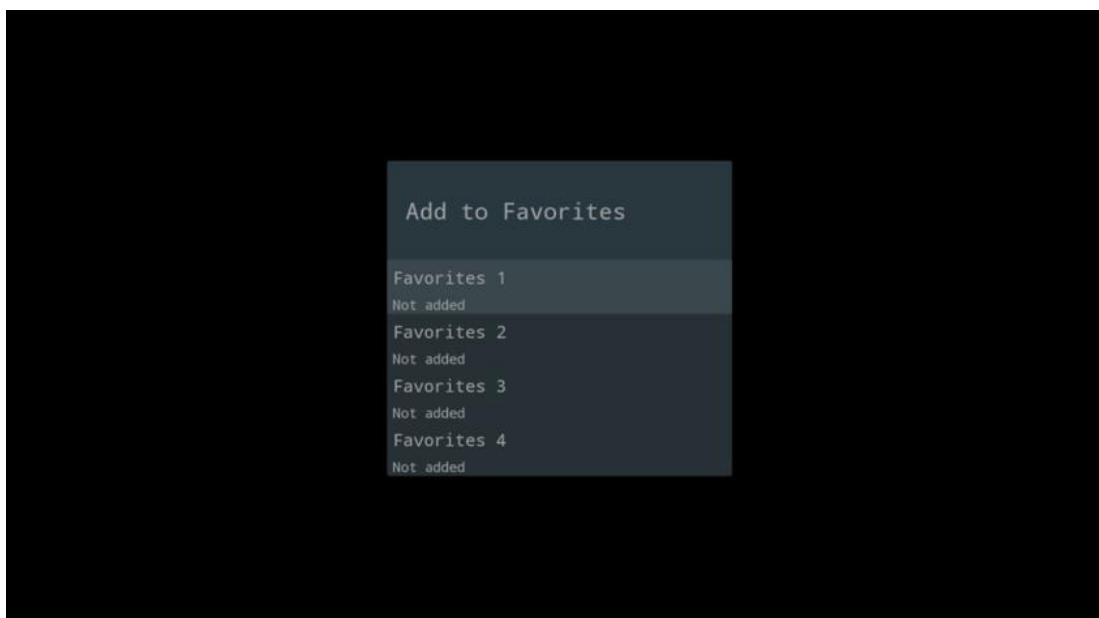 Add to Favorites
Favorites 1
Not added
Favorites 2
Not added
Favorites 3
Not added
Favorites 4
Not added